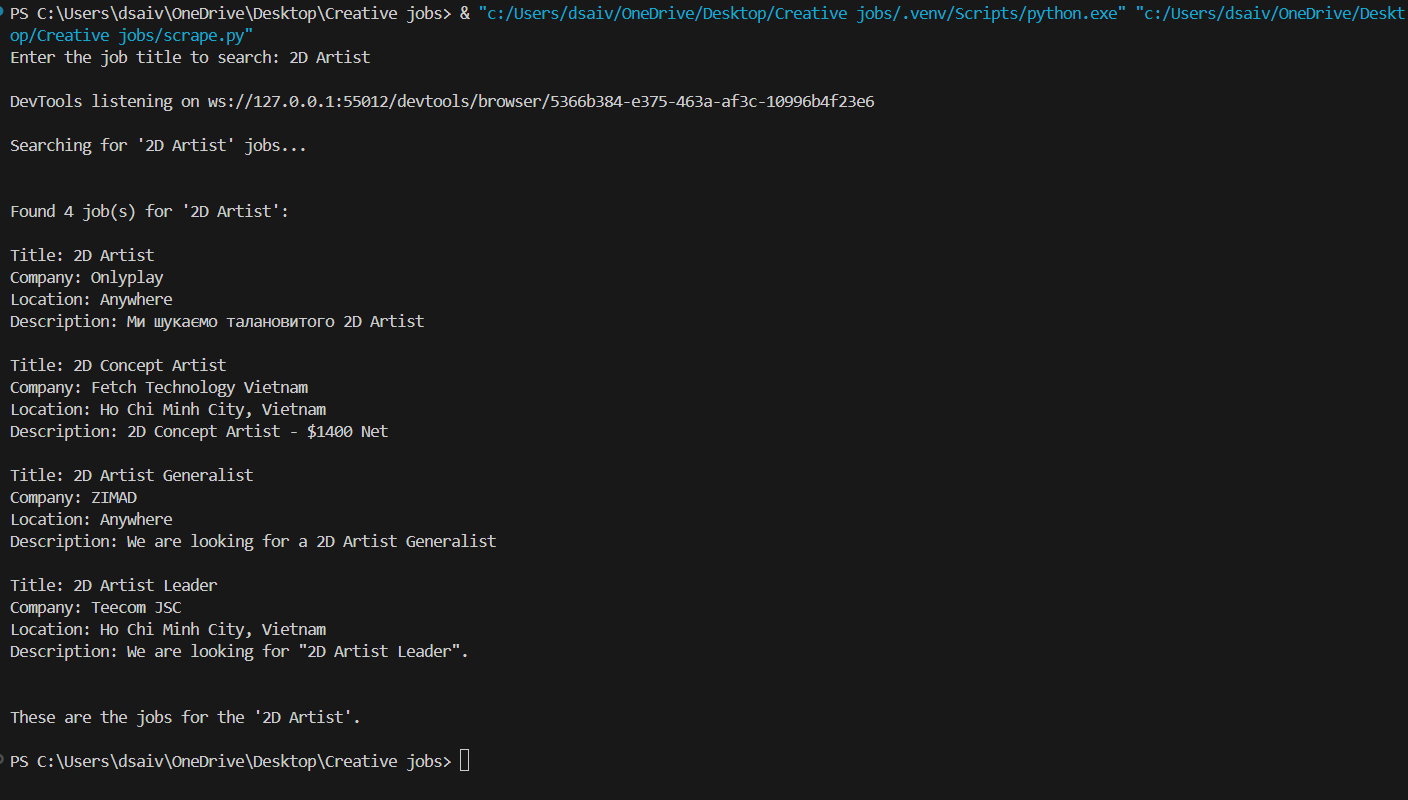 PS C:\Users\dsaiv\OneDrive\Desktop\Creative jobs> & "c:/Users/dsaiv/OneDrive/Desktop/Creative jobs/.venv/Scripts/python.exe" "c:/Users/dsaiv/OneDrive/Deskt
op/Creative jobs/scrape.py"
Enter the job title to search: 2D Artist
DevTools listening on ws://127.0.0.1:55012/devtools/browser/5366b384-e375-463a-af3c-10996b4f23e6
Searching for '2D Artist' jobs...
Found 4 job(s) for '2D Artist':
Title: 2D Artist
Company: Onlyplay
Location: Anywhere
Description: Ми шукаємо талановитого 2D Artist
Title: 2D Concept Artist
Company: Fetch Technology Vietnam
Location: Ho Chi Minh City, Vietnam
Description: 2D Concept Artist - $1400 Net
Title: 2D Artist Generalist
Company: ZIMAD
Location: Anywhere
Description: We are looking for a 2D Artist Generalist
Title: 2D Artist Leader
Company: Teecom JSC
Location: Ho Chi Minh City, Vietnam
Description: We are looking for "2D Artist Leader".
These are the jobs for the '2D Artist'.
PS C:\Users\dsaiv\OneDrive\Desktop\Creative jobs>